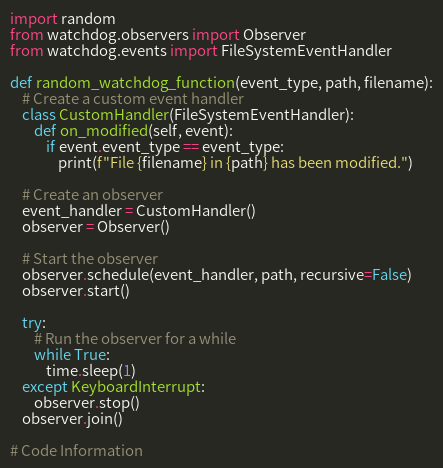 import random
from watchdog.observers import Observer
from watchdog.events import FileSystemEventHandler

def random_watchdog_function(event_type, path, filename):
    # Create a custom event handler
    class CustomHandler(FileSystemEventHandler):
        def on_modified(self, event):
            if event.event_type == event_type:
                print(f"File {filename} in {path} has been modified.")

    # Create an observer
    event_handler = CustomHandler()
    observer = Observer()

    # Start the observer
    observer.schedule(event_handler, path, recursive=False)
    observer.start()

    try:
        # Run the observer for a while
        while True:
            time.sleep(1)
    except KeyboardInterrupt:
        observer.stop()
    observer.join()

# Code Information